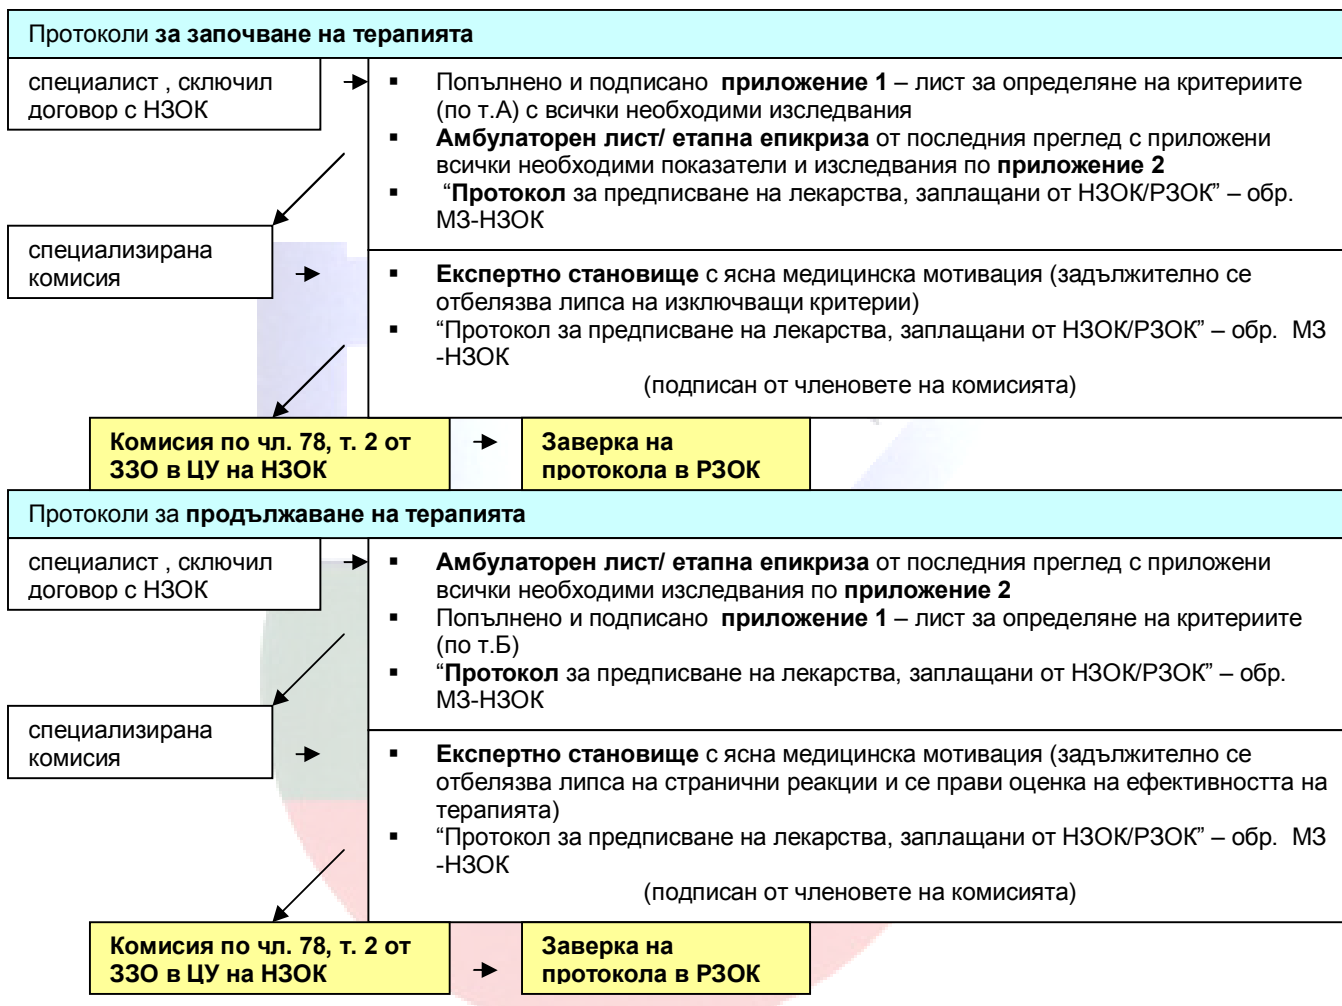 Протоколи за започване на терапията
специалист , сключил
договор с НЗОК
▪ Попълнено и подписано приложение 1 – лист за определяне на критериите
(по т.А) с всички необходими изследвания
▪ Амбулаторен лист/ етапна епикриза от последния преглед с приложени
всички необходими показатели и изследвания по приложение 2
▪ “Протокол за предписване на лекарства, заплащани от НЗОК/РЗОК” – обр.
МЗ-НЗОК
специализирана
комисия
▪ Експертно становище с ясна медицинска мотивация (задължително се
отбелязва липса на изключващи критерии)
▪ “Протокол за предписване на лекарства, заплащани от НЗОК/РЗОК” – обр. МЗ
-НЗОК
(подписан от членовете на комисията)
Комисия по чл. 78, т. 2 от
ЗЗО в ЦУ на НЗОК
Заверка на
протокола в РЗОК
Протоколи за продължаване на терапията
специалист , сключил
договор с НЗОК
▪ Амбулаторен лист/ етапна епикриза от последния преглед с приложени
всички необходими изследвания по приложение 2
▪ Попълнено и подписано приложение 1 – лист за определяне на критериите
(по т.Б)
▪ “Протокол за предписване на лекарства, заплащани от НЗОК/РЗОК” – обр.
МЗ-НЗОК
специализирана
комисия
▪ Експертно становище с ясна медицинска мотивация (задължително се
отбелязва липса на странични реакции и се прави оценка на ефективността на
терапията)
▪ “Протокол за предписване на лекарства, заплащани от НЗОК/РЗОК” – обр. МЗ
-НЗОК
(подписан от членовете на комисията)
Комисия по чл. 78, т. 2 от
ЗЗО в ЦУ на НЗОК
Заверка на
протокола в РЗОК